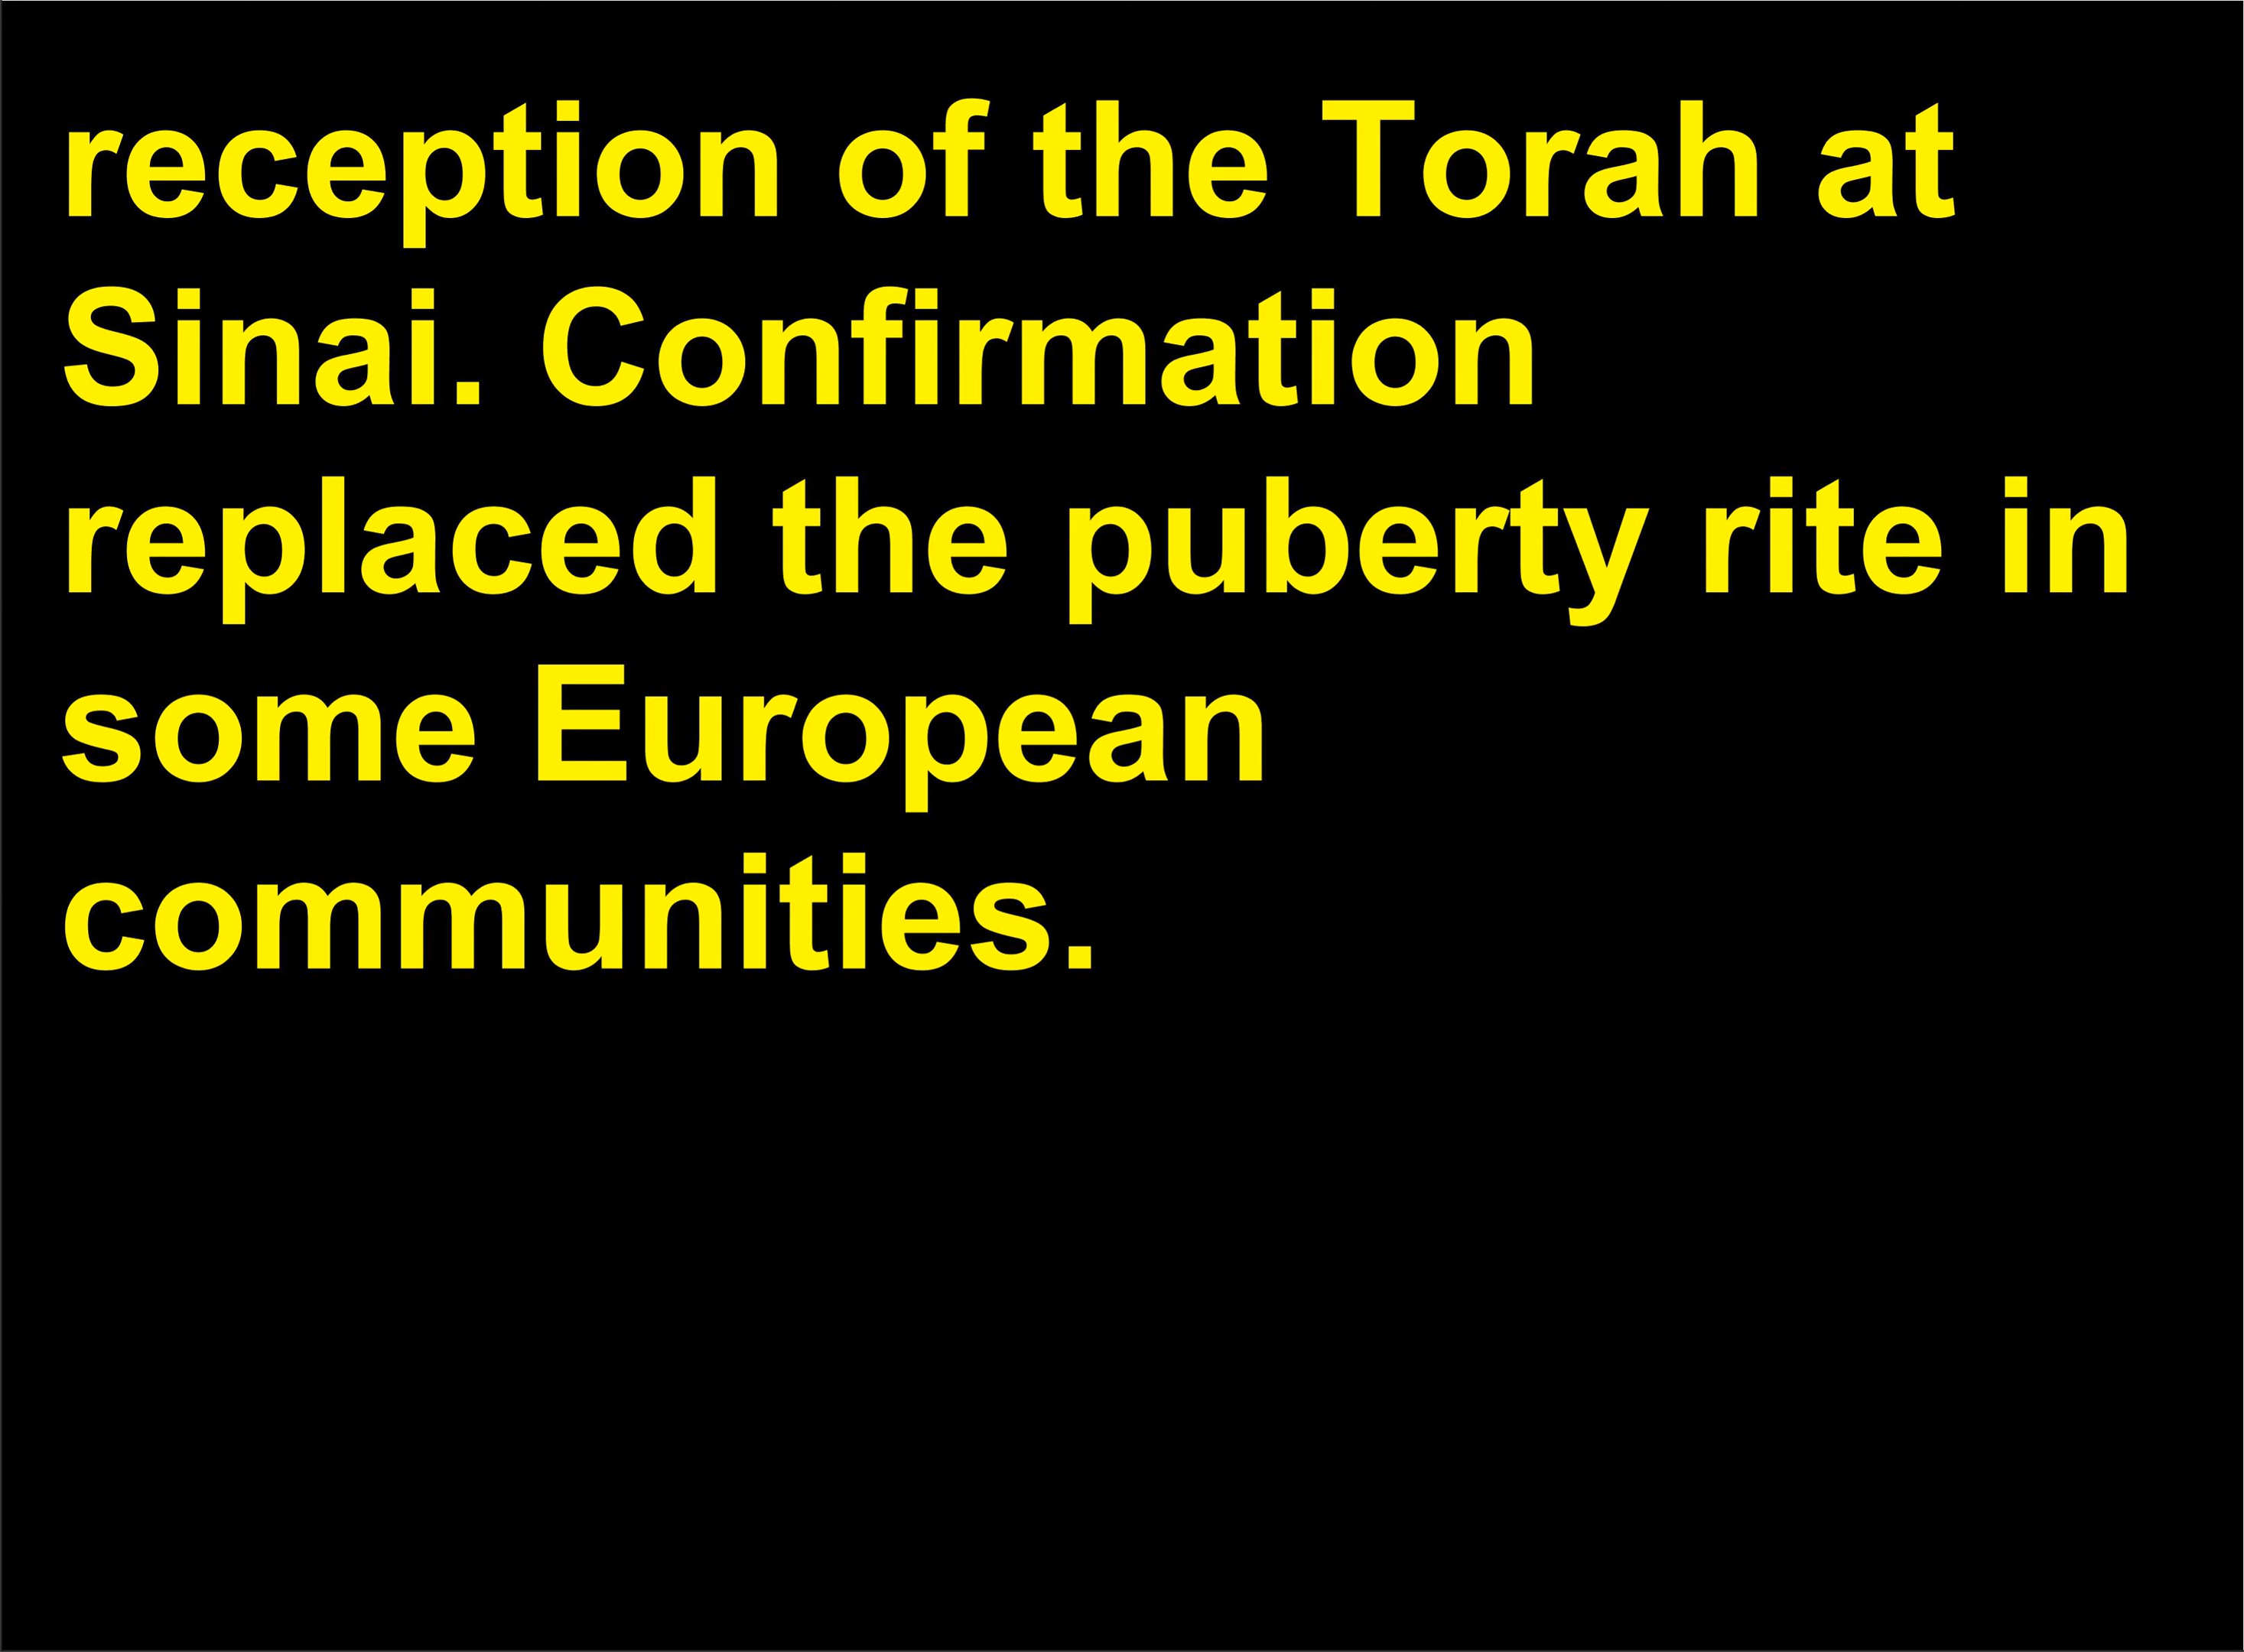 reception of the Torah at
Sinai. Confirmation
replaced the puberty rite in
some European
communities.